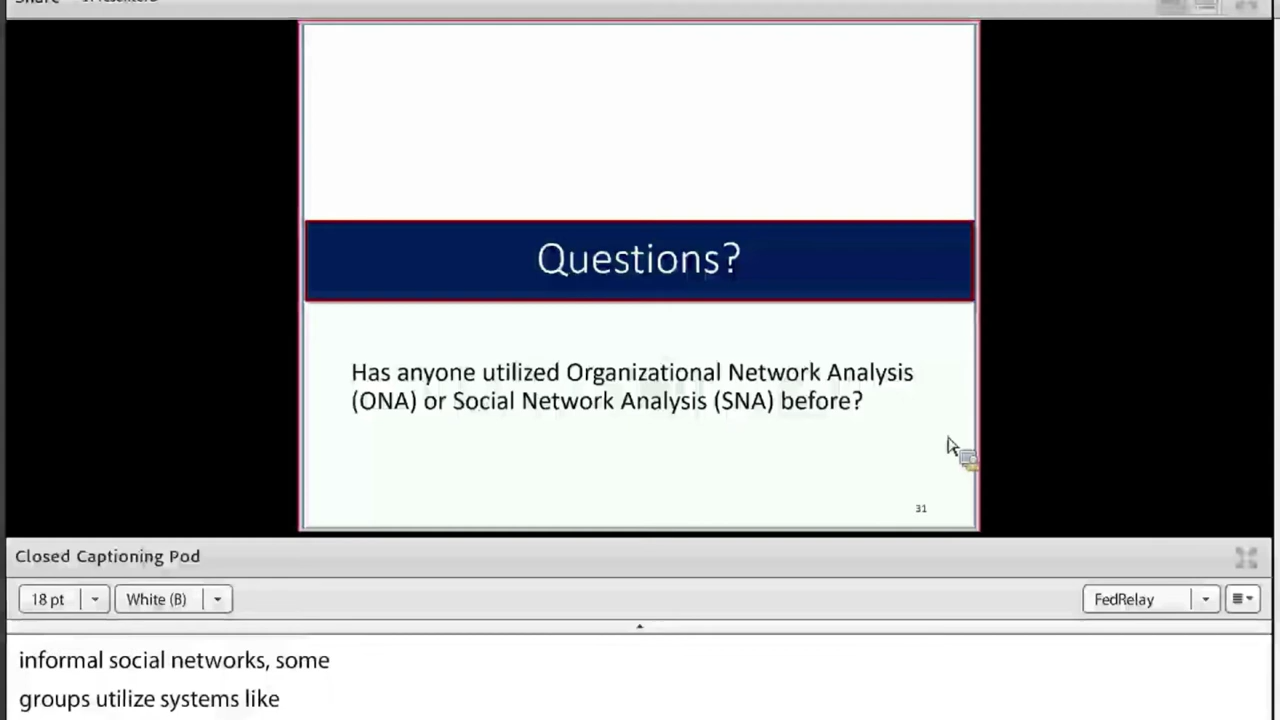 Questions?
Has anyone utilized Organizational Network Analysis
(ONA) or Social Network Analysis (SNA) before?
31
Closed Captioning Pod
18 pt
White (B)
FedRelay
informal social networks, some
groups utilize systems like